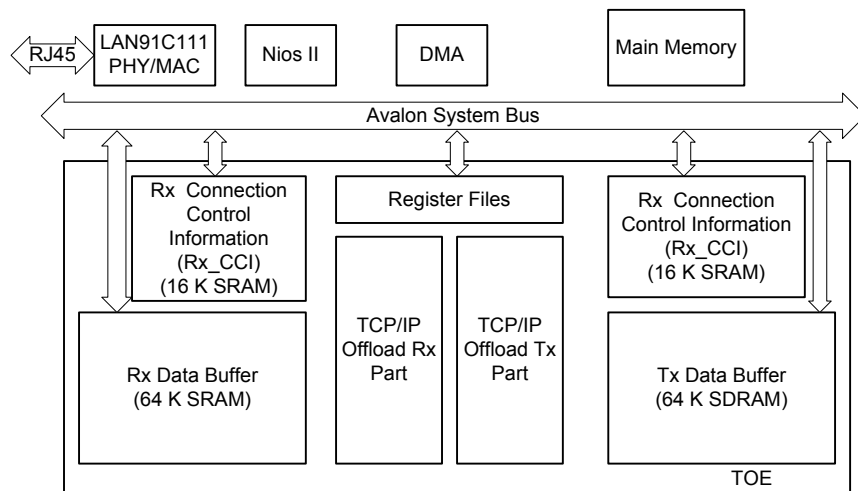 RJ45
LAN91C111
PHY/MAC
Nios II
DMA
Main Memory
Avalon System Bus
Rx Connection
Control
Information
(Rx_CCI)
(16 K SRAM)
Register Files
Rx Connection
Control Information
(Rx_CCI)
(16 K SRAM)
Rx Data Buffer
(64 K SRAM)
TCP/IP
Offload Rx
Part
TCP/IP
Offload Tx
Part
Tx Data Buffer
(64 K SDRAM)
TOE